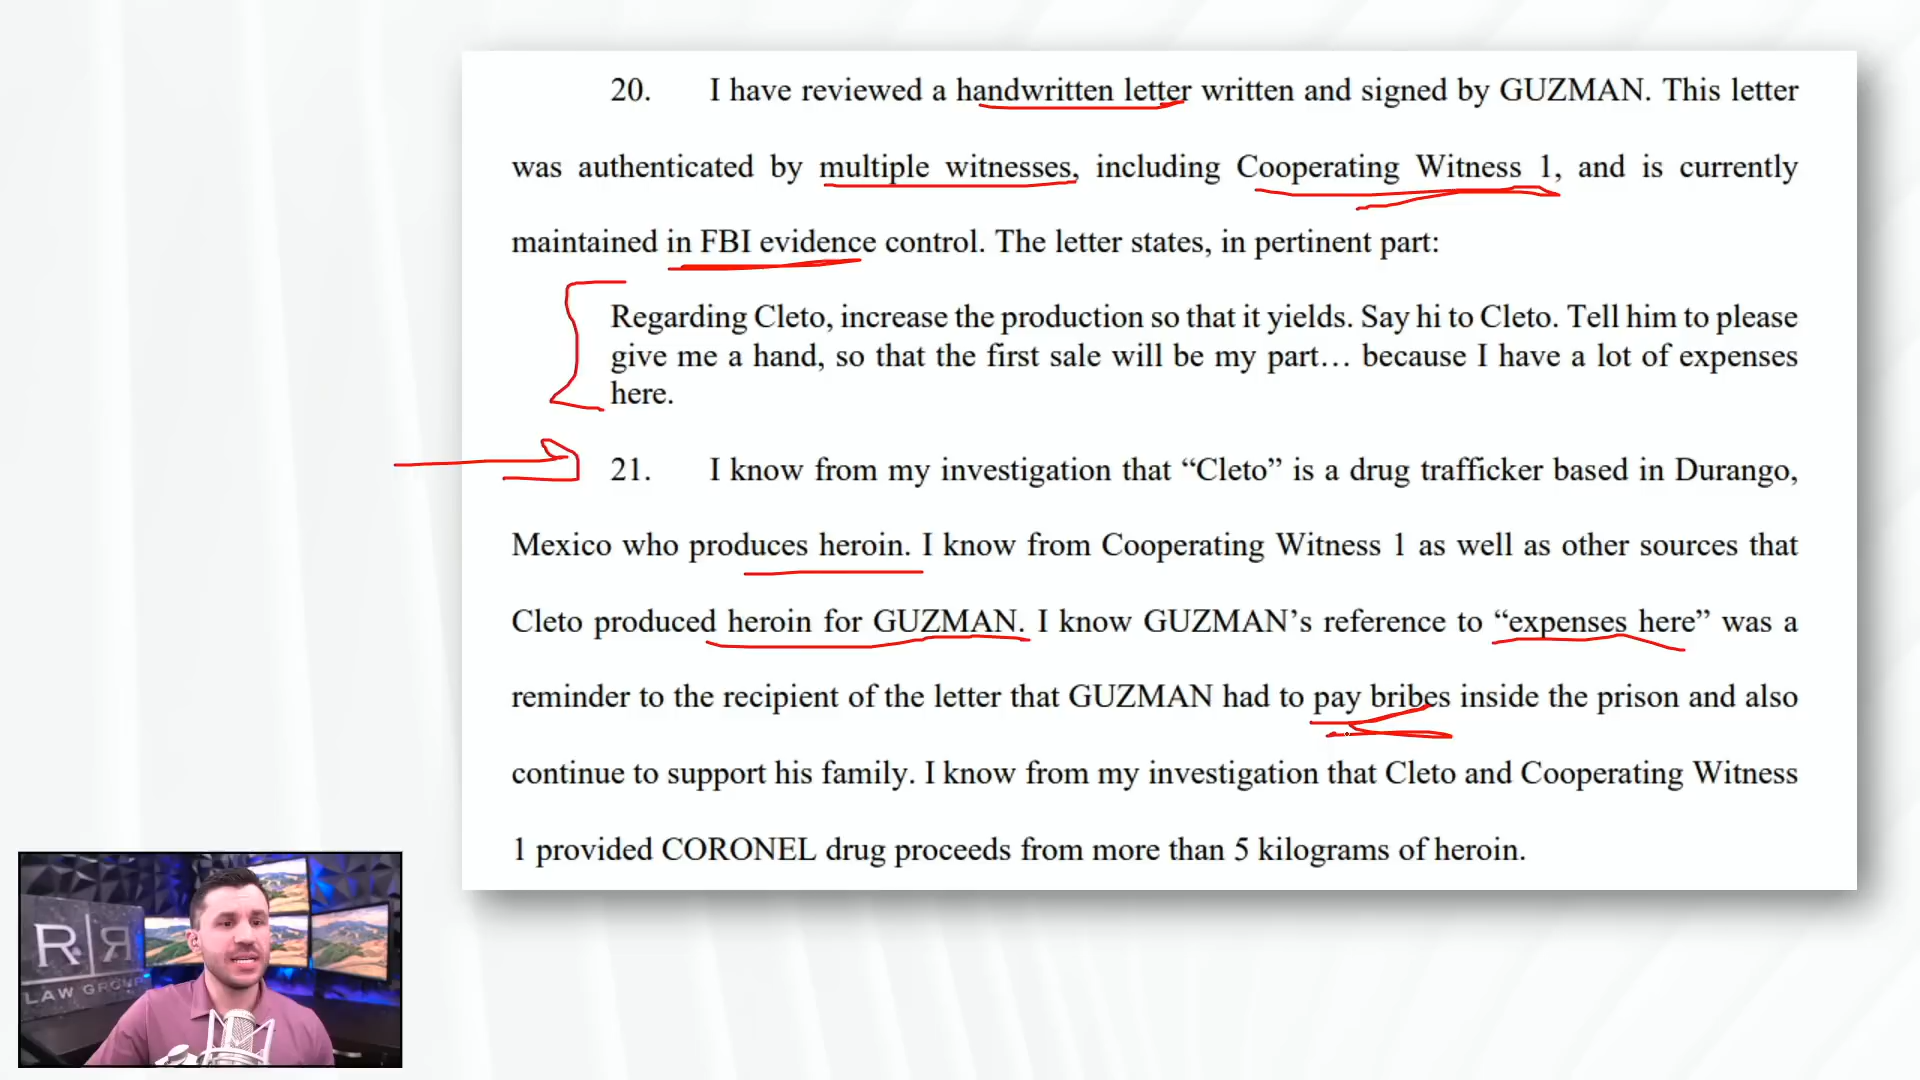 20. I have reviewed a handwritten letter written and signed by GUZMAN. This letter
was authenticated by multiple witnesses, including Cooperating Witness 1, and is currently
maintained in FBI evidence control. The letter states, in pertinent part:
Regarding Cleto, increase the production so that it yields. Say hi to Cleto. Tell him to please
give me a hand, so that the first sale will be my part… because I have a lot of expenses
here.
21. I know from my investigation that “Cleto” is a drug trafficker based in Durango,
Mexico who produces heroin. I know from Cooperating Witness 1 as well as other sources that
Cleto produced heroin for GUZMAN. I know GUZMAN’s reference to “expenses here” was a
reminder to the recipient of the letter that GUZMAN had to pay bribes inside the prison and also
continue to support his family. I know from my investigation that Cleto and Cooperating Witness
1 provided CORONEL drug proceeds from more than 5 kilograms of heroin.
R|R
LAW GROUP